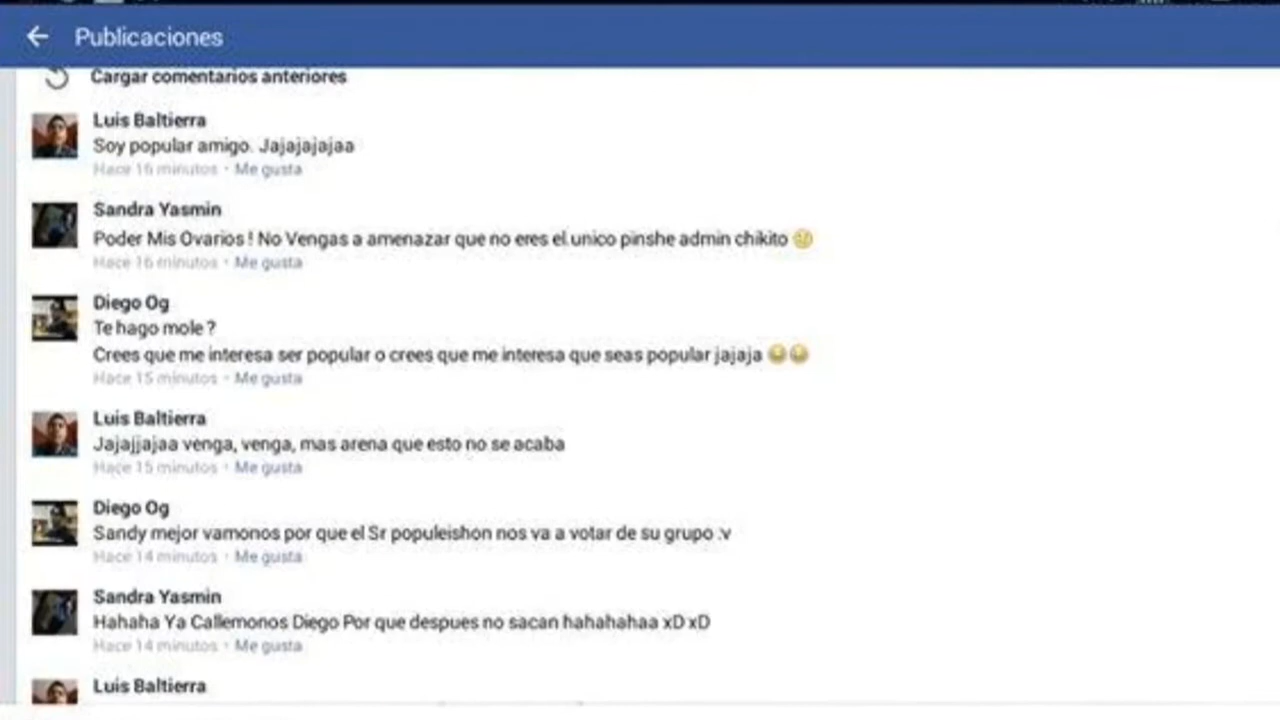 Publicaciones
Cargar comentarios anteriores
Luis Baltierra
Soy popular amigo. Jajajajajaa
Hace 16 minutos · Me gusta
Sandra Yasmin
Poder Mis Ovarios ! No Vengas a amenazar que no eres el unico pinshe admin chikito
Hace 16 minutos · Me gusta
Diego Og
Te hago mole ?
Crees que me interesa ser popular o crees que me interesa que seas popular jajaja
Hace 15 minutos · Me gusta
Luis Baltierra
Jajajjajaa venga, venga, mas arena que esto no se acaba
Hace 15 minutos · Me gusta
Diego Og
Sandy mejor vamonos por que el Sr populeishon nos va a votar de su grupo :v
Hace 14 minutos · Me gusta
Sandra Yasmin
Hahaha Ya Callemonos Diego Por que despues no sacan hahahahaa xD xD
Hace 14 minutos · Me gusta
Luis Baltierra